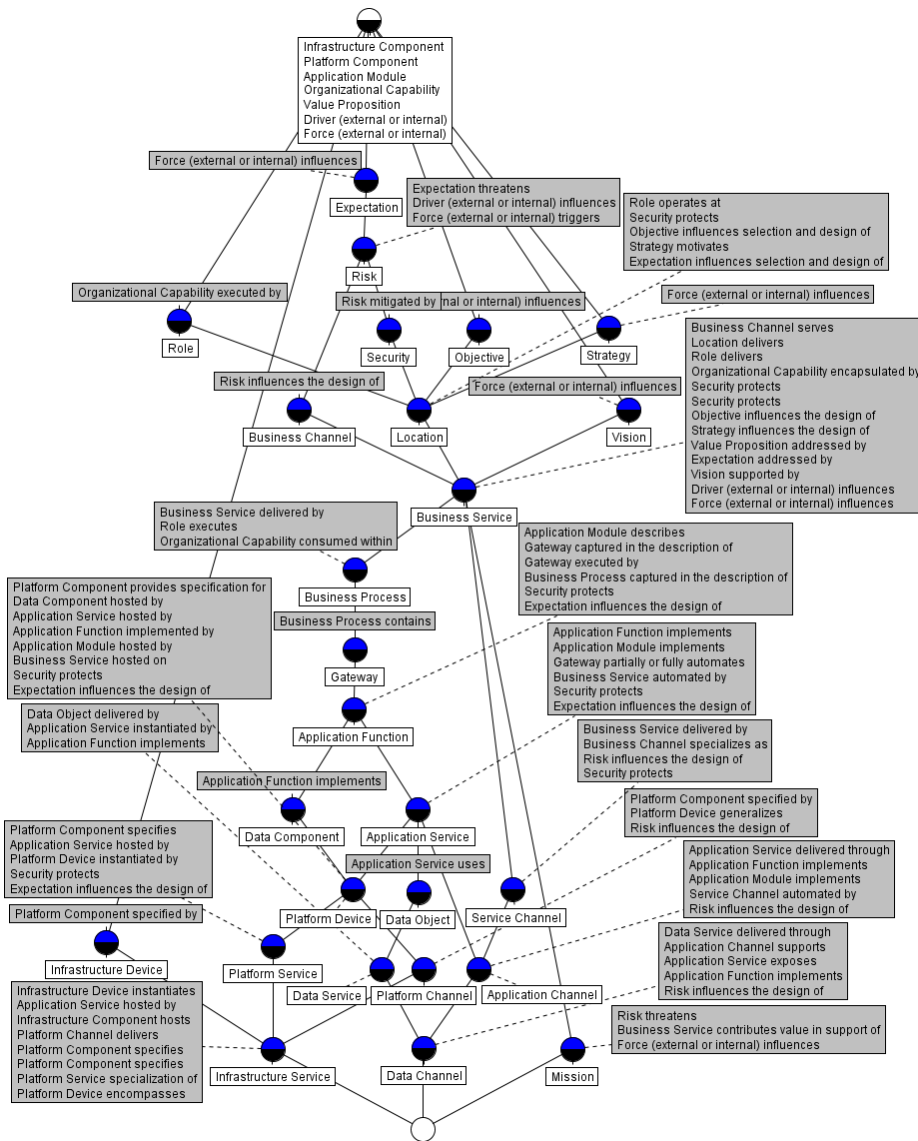 Infrastructure Component
Platform Component
Application Module
Organizational Capability
Value Proposition
Driver (external or internal)
Force (external or internal)
Force (external or internal) influences
Expectation
Expectation threatens
Driver (external or internal) influences
Force (external or internal) triggers
Role operates at
Security protects
Objective influences selection and design of
Strategy motivates
Expectation influences selection and design of
Risk
Organizational Capability executed by
Risk mitigated by
nal or internal) influences
Force (external or internal) influences
Role
Security
Objective
Strategy
Business Channel serves
Location delivers
Role delivers
Organizational Capability encapsulated by
Security protects
Security protects
Objective influences the design of
Strategy influences the design of
Value Proposition addressed by
Expectation addressed by
Vision supported by
Driver (external or internal) influences
Force (external or internal) influences
Risk influences the design of
Force (external or internal) influences
Business Channel
Location
Vision
Business Service
Business Service delivered by
Role executes
Organizational Capability consumed within
Application Module describes
Gateway captured in the description of
Gateway executed by
Business Process captured in the description of
Security protects
Expectation influences the design of
Business Process
Platform Component provides specification for
Data Component hosted by
Application Service hosted by
Application Function implemented by
Application Module hosted by
Business Service hosted on
Security protects
Expectation influences the design of
Business Process contains
Gateway
Application Function implements
Application Module implements
Gateway partially or fully automates
Business Service automated by
Security protects
Expectation influences the design of
Data Object delivered by
Application Service instantiated by
Application Function implements
Application Function
Business Service delivered by
Business Channel specializes as
Risk influences the design of
Security protects
Application Function implements
Data Component
Application Service
Platform Component specified by
Platform Device generalizes
Risk influences the design of
Platform Component specifies
Application Service hosted by
Platform Device instantiated by
Security protects
Expectation influences the design of
Application Service uses
Application Service delivered through
Application Function implements
Application Module implements
Service Channel automated by
Risk influences the design of
Platform Component specified by
Platform Device
Data Object
Service Channel
Infrastructure Device
Platform Service
Data Service
Platform Channel
Application Channel
Data Service delivered through
Application Channel supports
Application Service exposes
Application Function implements
Risk influences the design of
Infrastructure Device instantiates
Application Service hosted by
Infrastructure Component hosts
Platform Channel delivers
Platform Component specifies
Platform Component specifies
Platform Service specialization of
Platform Device encompasses
Risk threatens
Business Service contributes value in support of
Force (external or internal) influences
Infrastructure Service
Data Channel
Mission